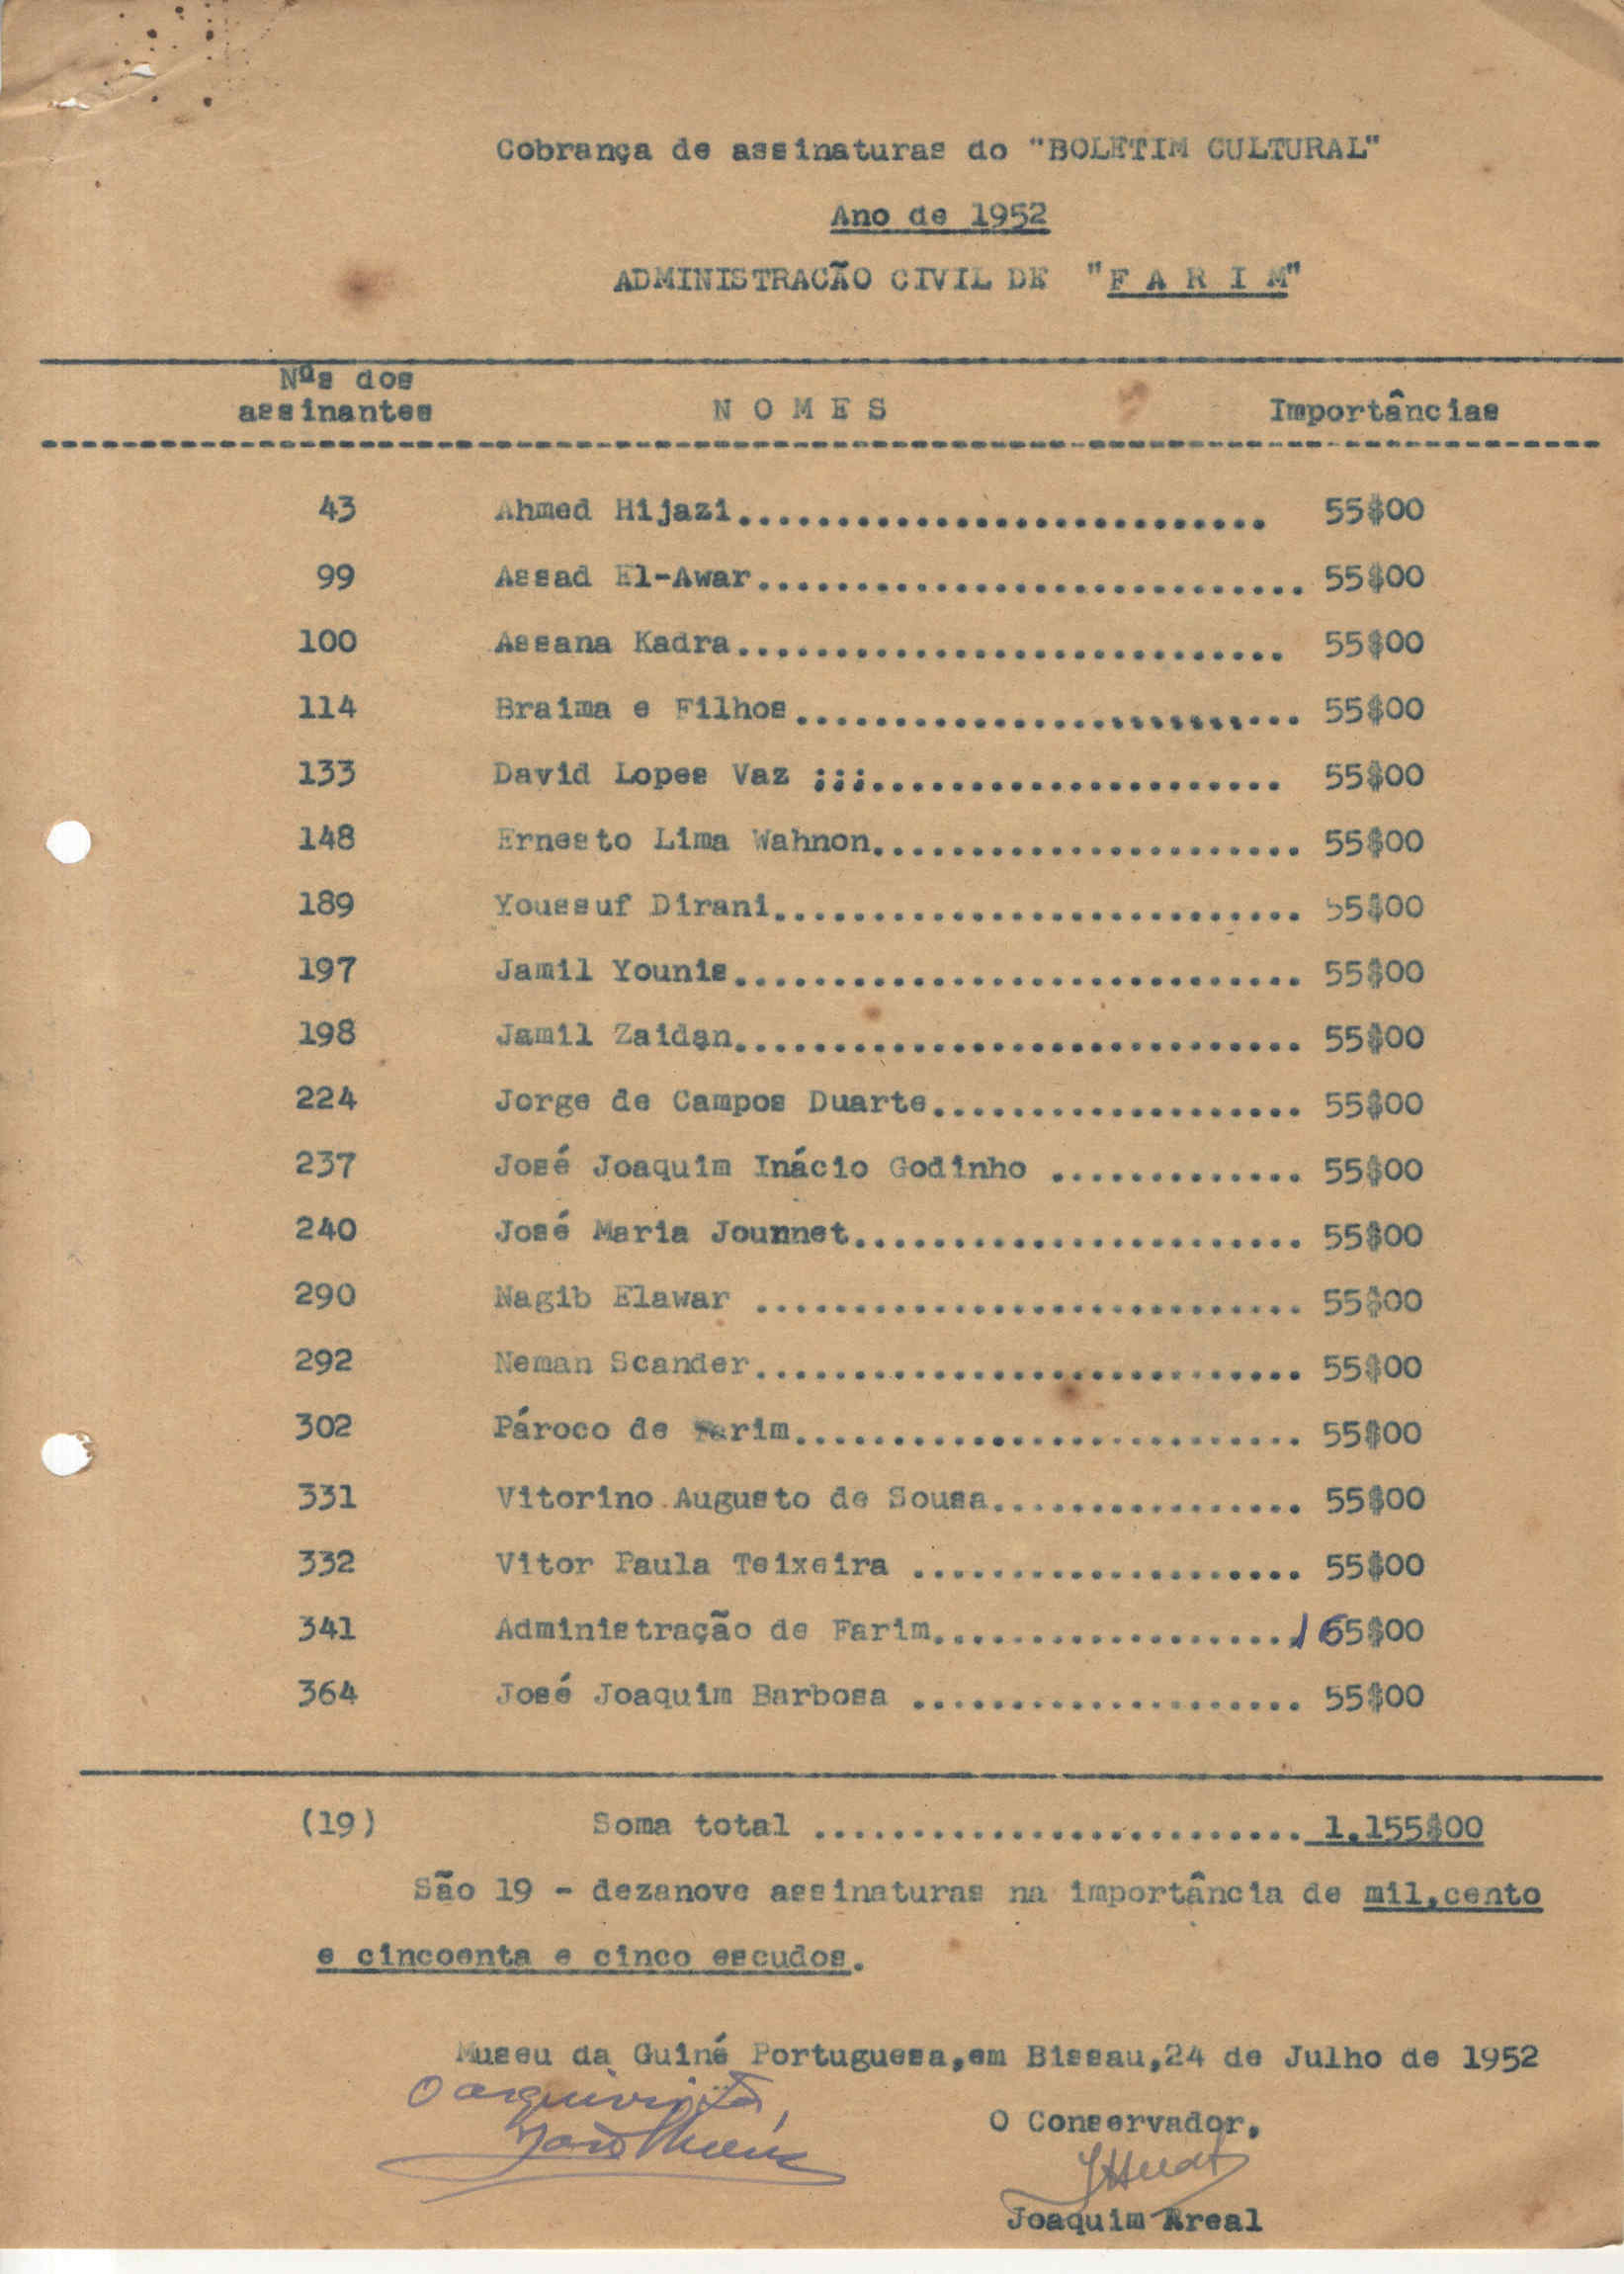 Cobrança de assinaturas do "BOLETIM CULTURAL"
Ano de 1952
ADMINISTRACÃO CIVIL DE "F A R I M"
Nºs dos
assinantes N O M E S Importâncias
43 Ahmed Hijazi........................... 55$00
99 Assad El-Awar............................ 55$00
100 Assana Kadra............................ 55$00
114 Braima e Filhos.......................... 55$00
133 David Lopes Vaz ;;;..................... 55$00
148 Ernesto Lima Wahnon...................... 55$00
189 Youssuf Dirani........................... 55$00
197 Jamil Younis............................. 55$00
198 Jamil Zaidan............................. 55$00
224 Jorge de Campos Duarte................... 55$00
237 José Joaquim Inácio Godinho ............. 55$00
240 José Maria Jounnet....................... 55$00
290 Nagib Elawar ............................ 55$00
292 Neman Scander............................ 55$00
302 Pároco de Farim.......................... 55$00
331 Vitorino Augusto de Sousa................ 55$00
332 Vitor Paula Teixeira .................... 55$00
341 Administração de Farim................... 165$00
364 José Joaquim Barbosa .................... 55$00
(19) Soma total ......................... 1.155$00
São 19 - dezanove assinaturas na importância de mil,cento
e cincoenta e cinco escudos.
Museu da Guiné Portuguesa,em Bissau,24 de Julho de 1952
O arquivista,
O Conservador,
Joaquim Areal